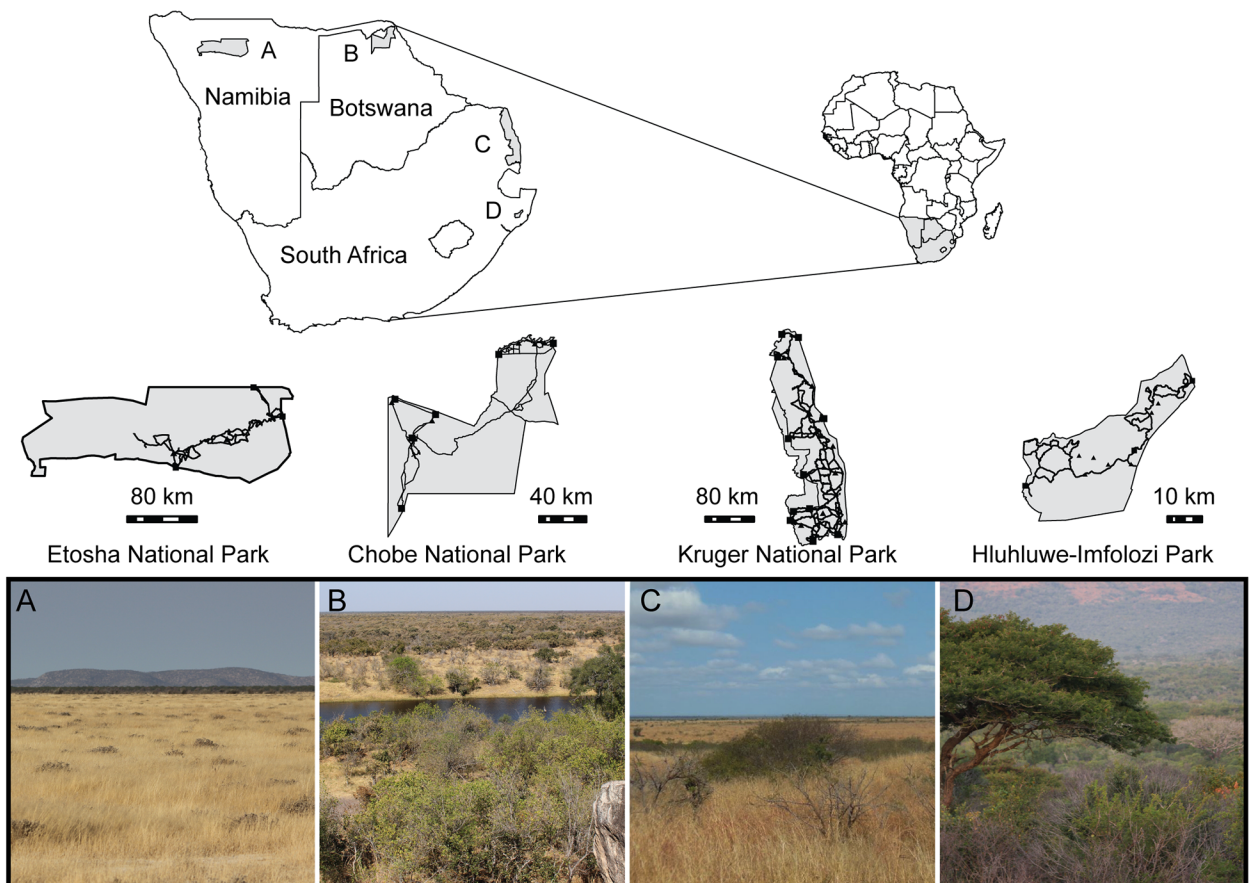 A
B
Namibia
Botswana
C
D
South Africa
80 km
40 km
80 km
10 km
Etosha National Park
Chobe National Park
Kruger National Park
Hluhluwe-Imfolozi Park
A
B
C
D